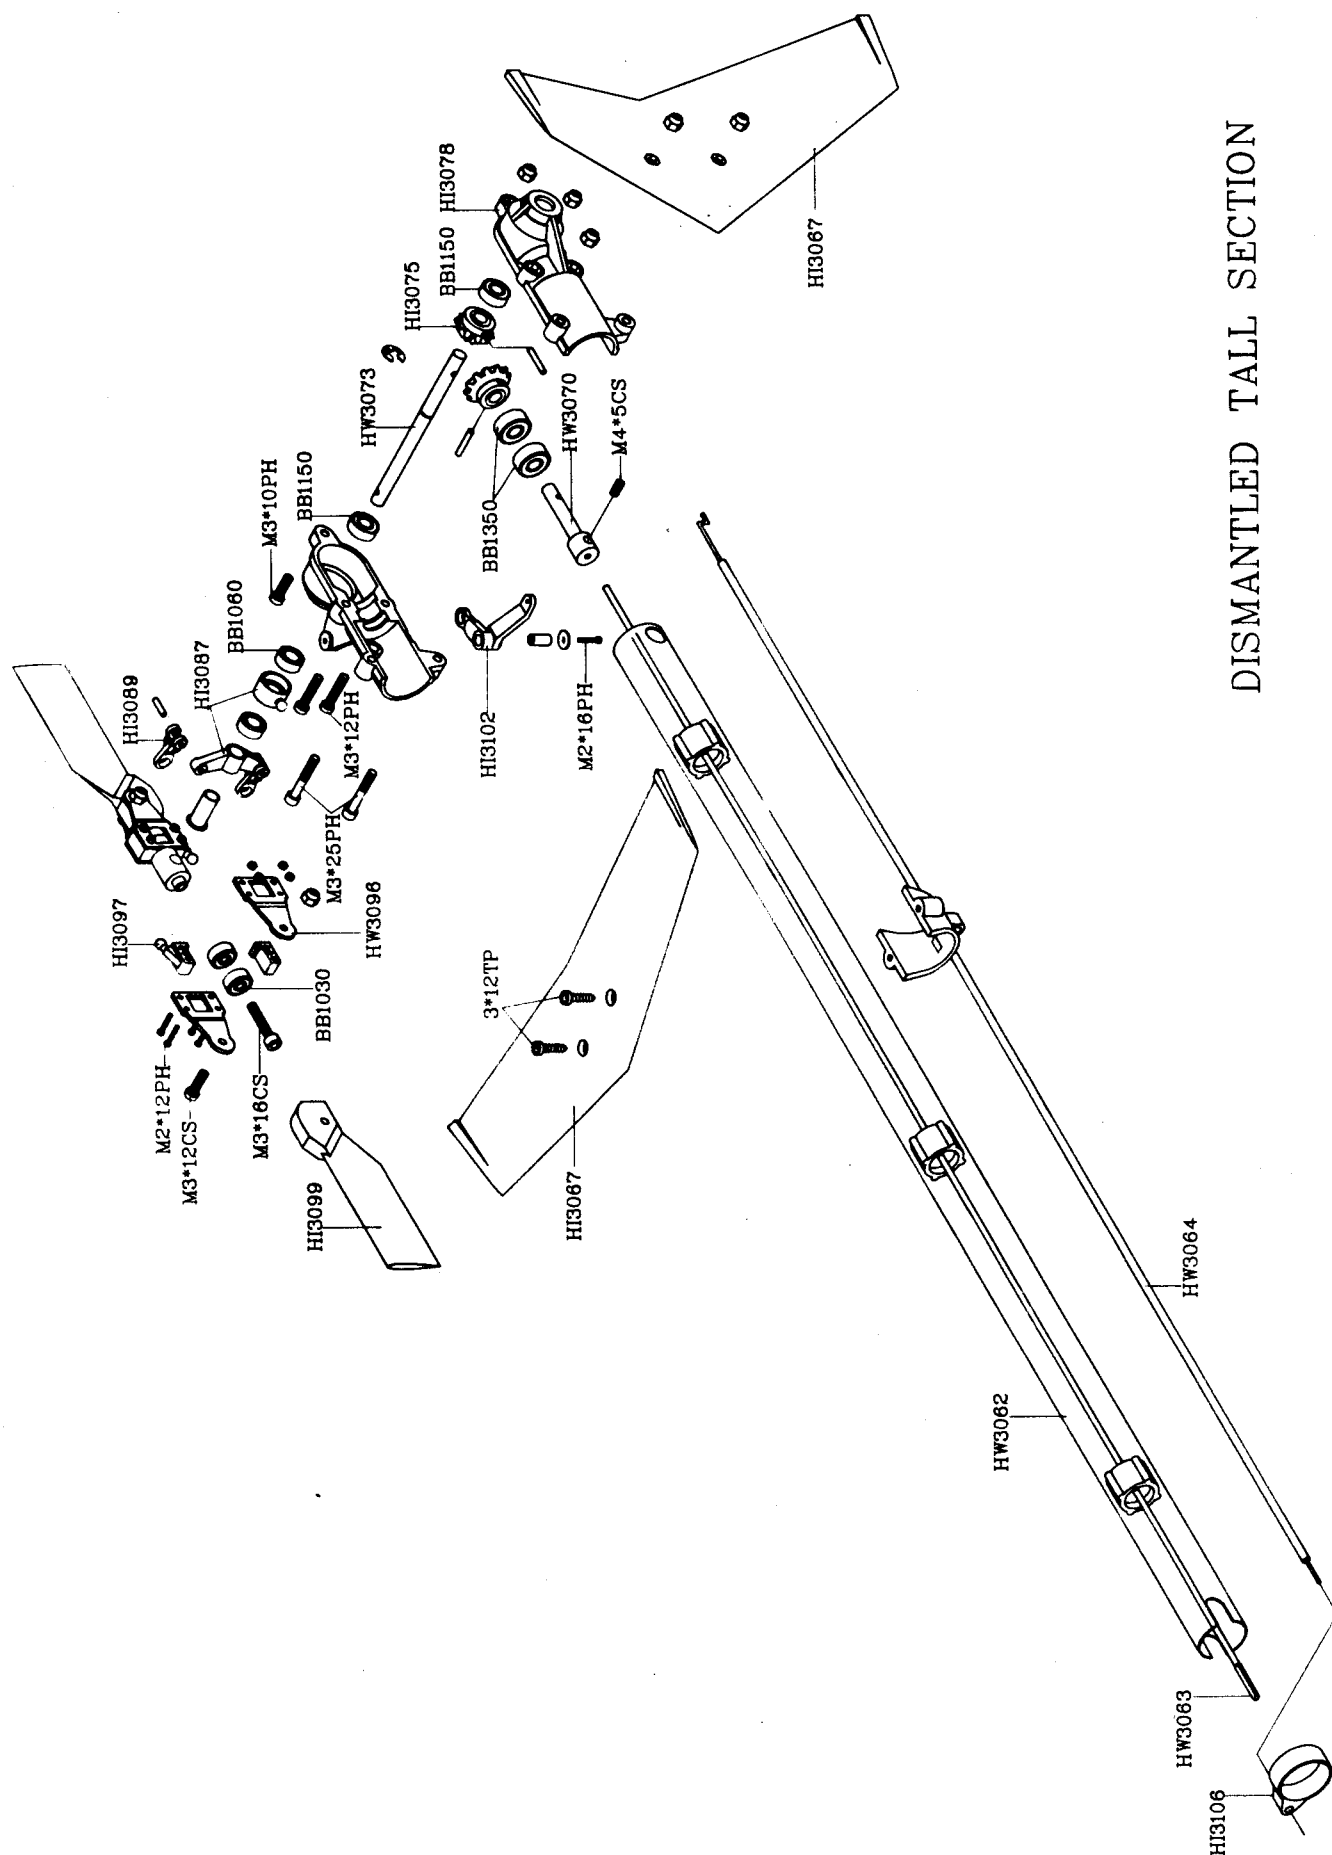 DISMANTLED TALL SECTION
HI3078
BB1150
HI3075
HW3073
BB1150
M3*10PH
BB1060
HI3087
HI3089
HI3067
HW3070
M4*5CS
BB1350
HI3102
M2*16PH
M3*12PH
M3*25PH
HW3096
HI3097
BB1030
M3*16CS
M2*12PH
M3*12CS
HI3099
3*12TP
HI3067
HW3064
HW3062
HW3063
HI3106